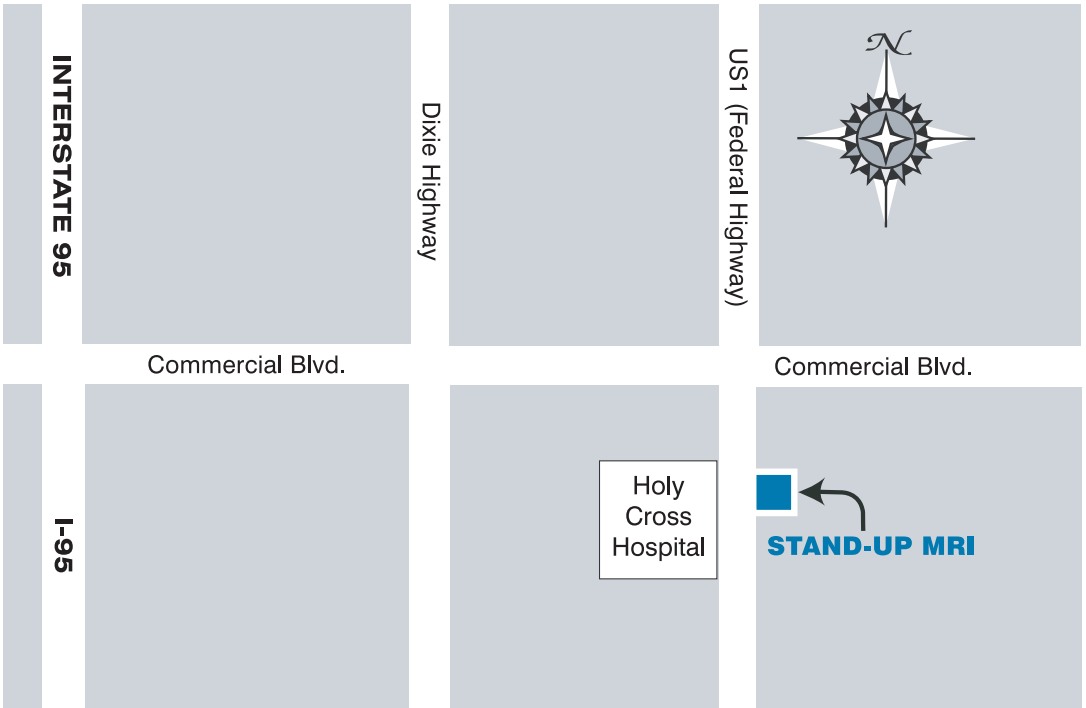 N
INTERSTATE 95
Dixie Highway
US1 (Federal Highway)
Commercial Blvd.
Commercial Blvd.
Holy
Cross
Hospital
STAND-UP MRI
I-95